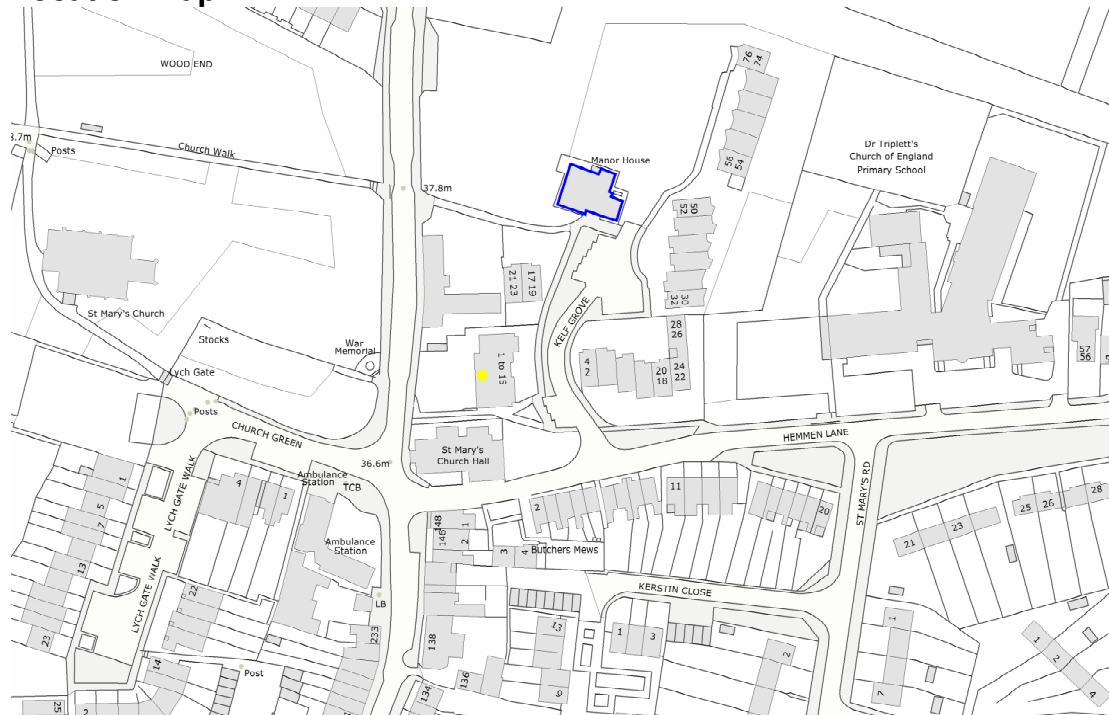 WOOD END
76
74
Church Walk
Posts
Dr Triplett's
Church of England
Primary School
Manor House
56
54
37.8m
52
50
21
23
17
19
32
30
St Mary's Church
KELF GROVE
Stocks
War
Memorial
28
26
57
56
1 to 15
4
2
20
18
24
22
Lych Gate
Posts
CHURCH GREEN
HEMMEN LANE
St Mary's
Church Hall
36.6m
Ambulance
Station
TCB
1
4
1
11
LYCH GATE WALK
ST MARY'S RD
5
7
2
20
25
26
28
148
1
146
2
23
21
Ambulance
Station
3
4
Butchers Mews
13
KERSTIN CLOSE
22
LB
LYCH GATE WALK
23
233
138
13
1
3
1
2
1
2
4
14
Post
136
134
9
7
25
2